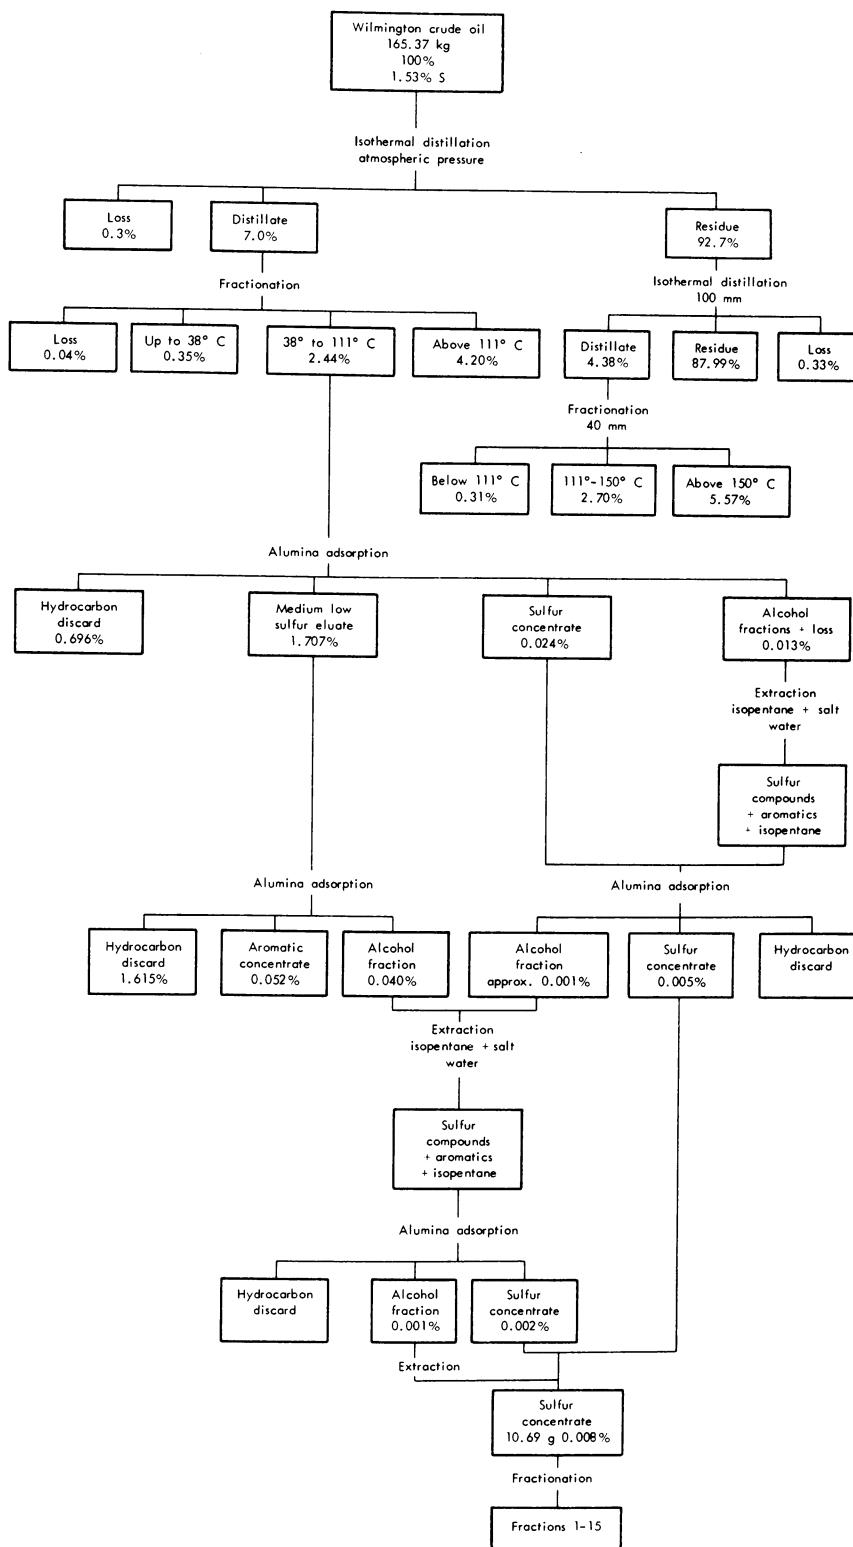 Wilmington crude oil
165.37 kg
100%
1.53% S
Isothermal distillation
atmospheric pressure
Loss
0.3%
Distillate
7.0%
Residue
92.7%
Fractionation
Isothermal distillation
100 mm
Loss
0.04%
Up to 38° C
0.35%
38° to 111° C
2.44%
Above 111° C
4.20%
Distillate
4.38%
Residue
87.99%
Loss
0.33%
Fractionation
40 mm
Below 111° C
0.31%
111°-150° C
2.70%
Above 150° C
5.57%
Alumina adsorption
Hydrocarbon
discard
0.696%
Medium low
sulfur eluate
1.707%
Sulfur
concentrate
0.024%
Alcohol
fractions + loss
0.013%
Extraction
isopentane + salt
water
Sulfur
compounds
+ aromatics
+ isopentane
Alumina adsorption
Alumina adsorption
Hydrocarbon
discard
1.615%
Aromatic
concentrate
0.052%
Alcohol
fraction
0.040%
Alcohol
fraction
approx. 0.001%
Sulfur
concentrate
0.005%
Hydrocarbon
discard
Extraction
isopentane + salt
water
Sulfur
compounds
+ aromatics
+ isopentane
Alumina adsorption
Hydrocarbon
discard
Alcohol
fraction
0.001%
Sulfur
concentrate
0.002%
Extraction
Sulfur
concentrate
10.69 g 0.008%
Fractionation
Fractions 1-15